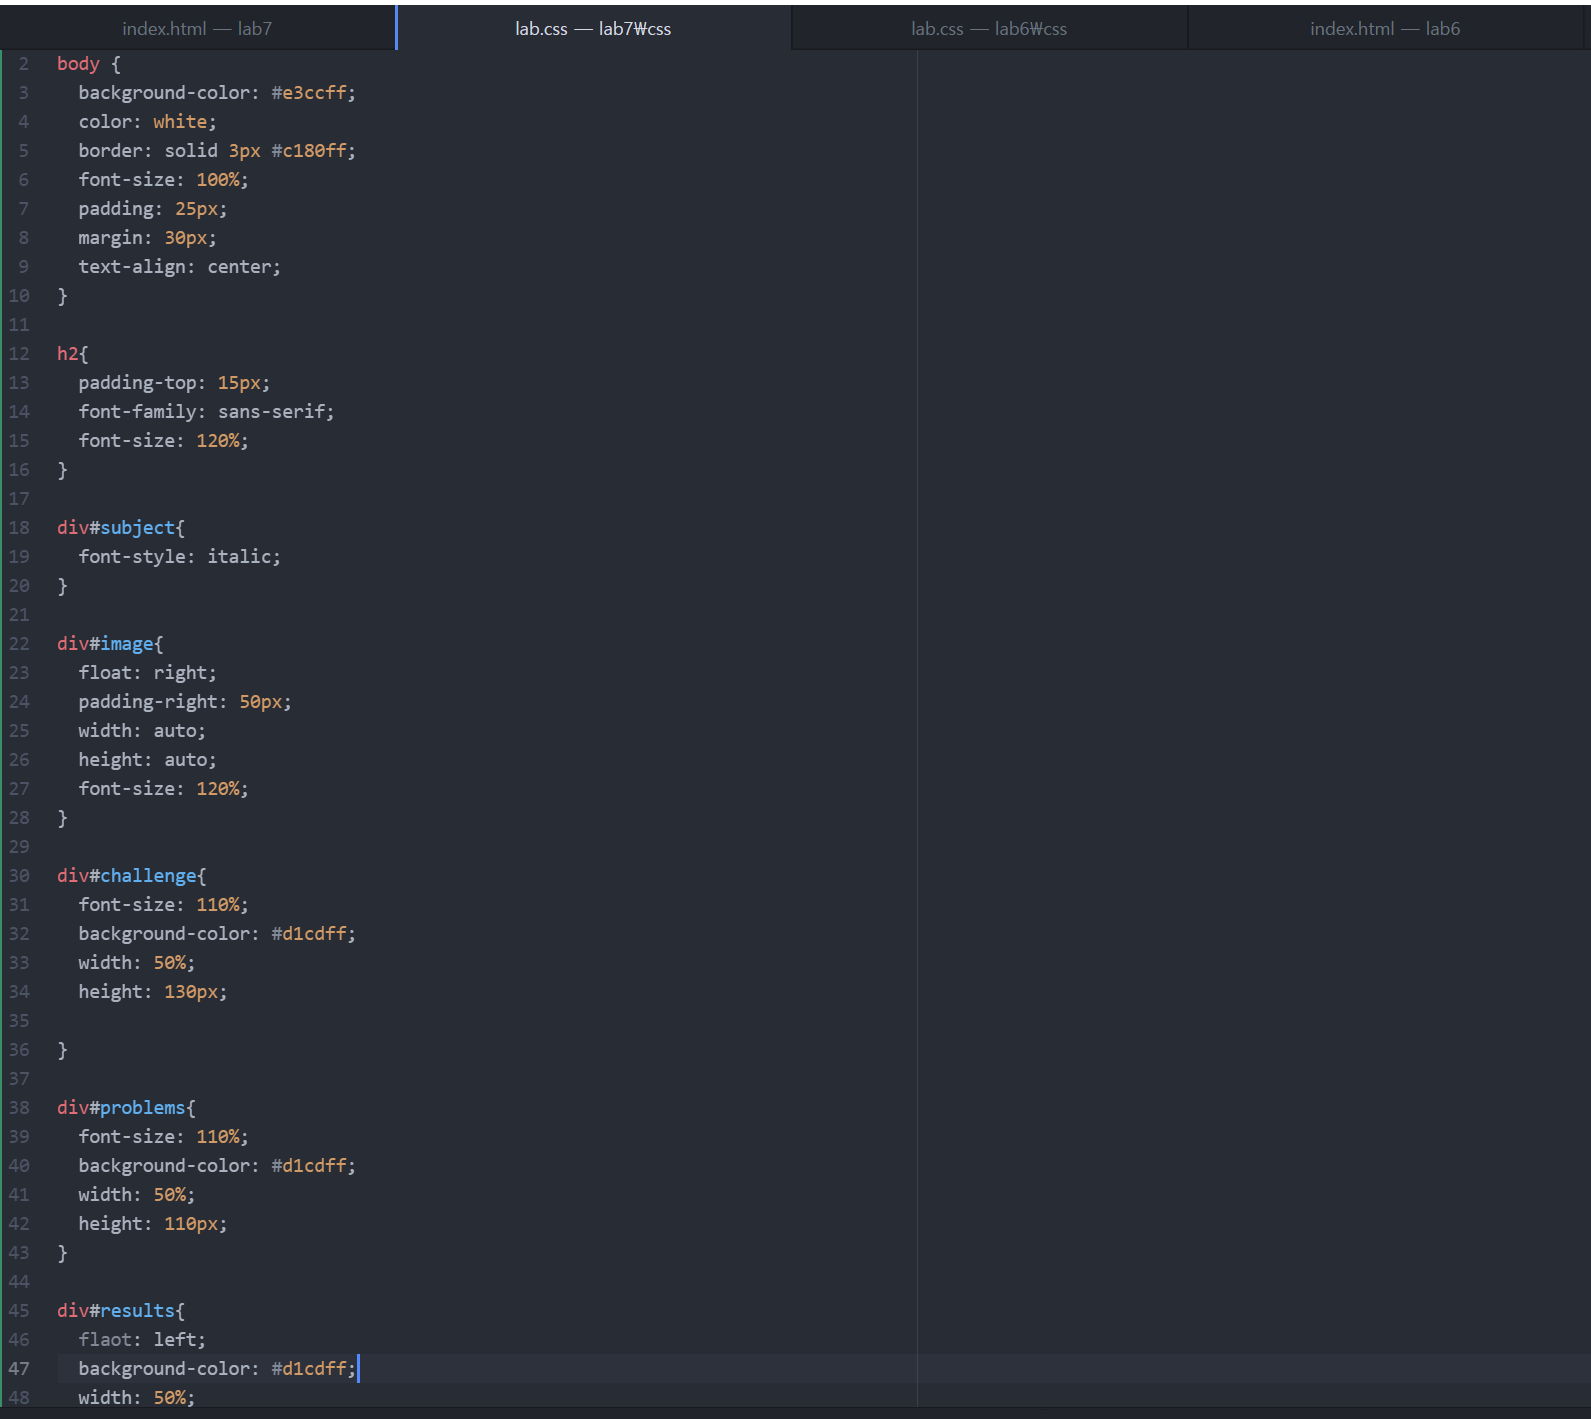 index.html — lab7
lab.css — lab7₩css
lab.css — lab6₩css
index.html — lab6
2 body {
3   background-color: #e3ccff;
4   color: white;
5   border: solid 3px #c180ff;
6   font-size: 100%;
7   padding: 25px;
8   margin: 30px;
9   text-align: center;
10 }
11
12 h2{
13   padding-top: 15px;
14   font-family: sans-serif;
15   font-size: 120%;
16 }
17
18 div#subject{
19   font-style: italic;
20 }
21
22 div#image{
23   float: right;
24   padding-right: 50px;
25   width: auto;
26   height: auto;
27   font-size: 120%;
28 }
29
30 div#challenge{
31   font-size: 110%;
32   background-color: #d1cdff;
33   width: 50%;
34   height: 130px;
35
36 }
37
38 div#problems{
39   font-size: 110%;
40   background-color: #d1cdff;
41   width: 50%;
42   height: 110px;
43 }
44
45 div#results{
46   flaot: left;
47   background-color: #d1cdff;
48   width: 50%;